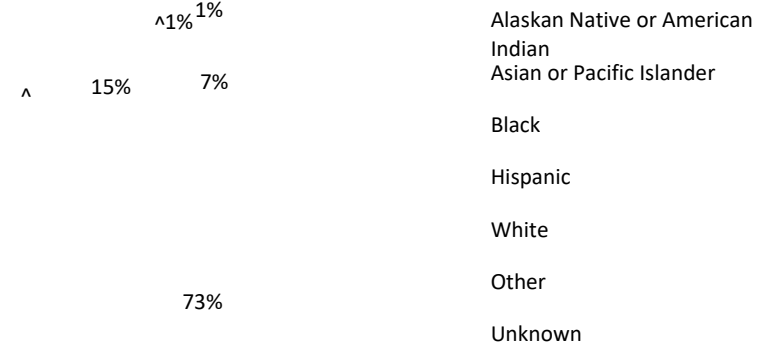 ^1%
1%
^
15%
7%
73%
Alaskan Native or American
Indian
Asian or Pacific Islander
Black
Hispanic
White
Other
Unknown